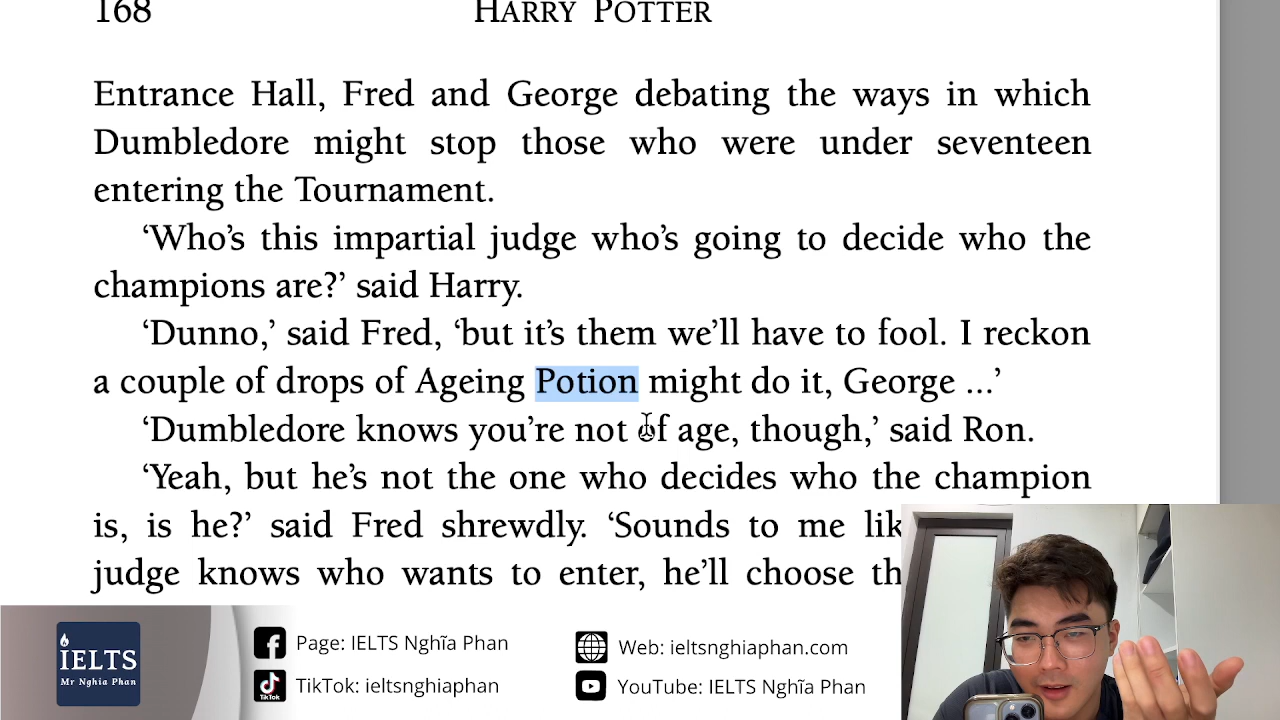 168 HARRY POTTER
Entrance Hall, Fred and George debating the ways in which
Dumbledore might stop those who were under seventeen
entering the Tournament.
‘Who’s this impartial judge who’s going to decide who the
champions are?’ said Harry.
‘Dunno,’ said Fred, ‘but it’s them we’ll have to fool. I reckon
a couple of drops of Ageing Potion might do it, George ...’
‘Dumbledore knows you’re not of age, though,’ said Ron.
‘Yeah, but he’s not the one who decides who the champion
is, is he?’ said Fred shrewdly. ‘Sounds to me lik
judge knows who wants to enter, he’ll choose th
IELTS
Mr Nghia Phan
Page: IELTS Nghĩa Phan
TikTok
TikTok: ieltsnghiaphan
Web: ieltsnghiaphan.com
YouTube: IELTS Nghĩa Phan